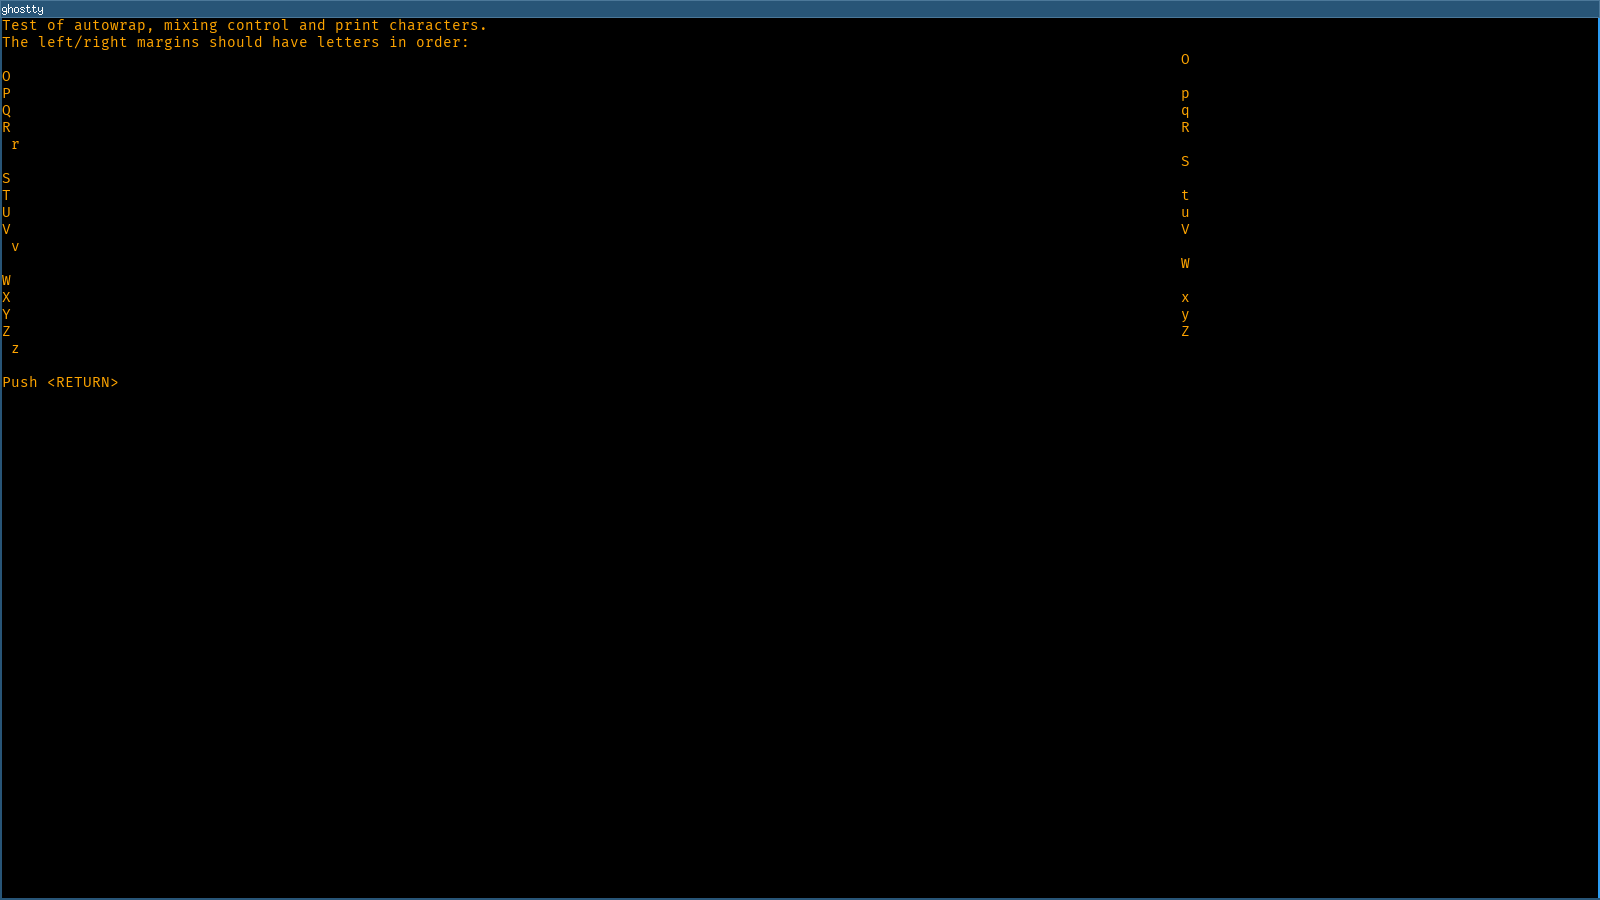 ghostty
Test of autowrap, mixing control and print characters.
The left/right margins should have letters in order:
O
O
P p
Q q
R R
r
S
S
T t
U u
V V
v
W
W
X x
Y y
Z Z
z
Push <RETURN>